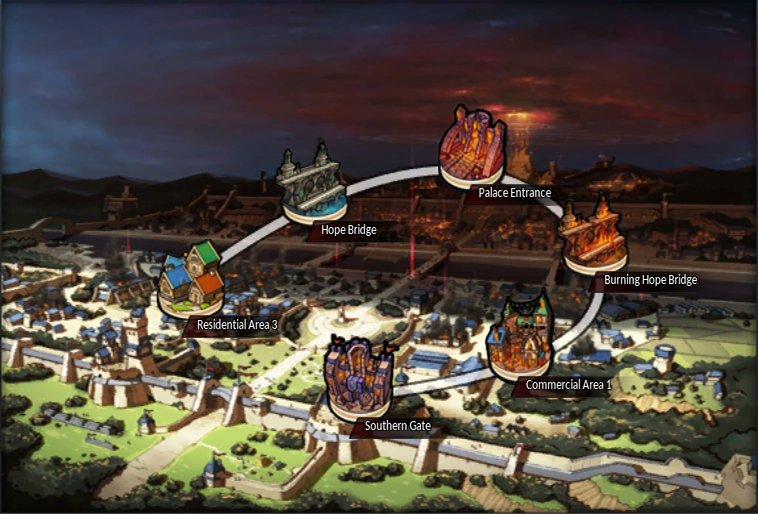 Palace Entrance
Hope Bridge
Burning Hope Bridge
Residential Area 3
Commercial Area 1
Southern Gate